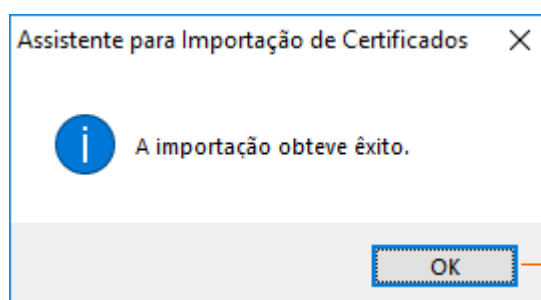 Assistente para Importação de Certificados
A importação obteve êxito.
OK